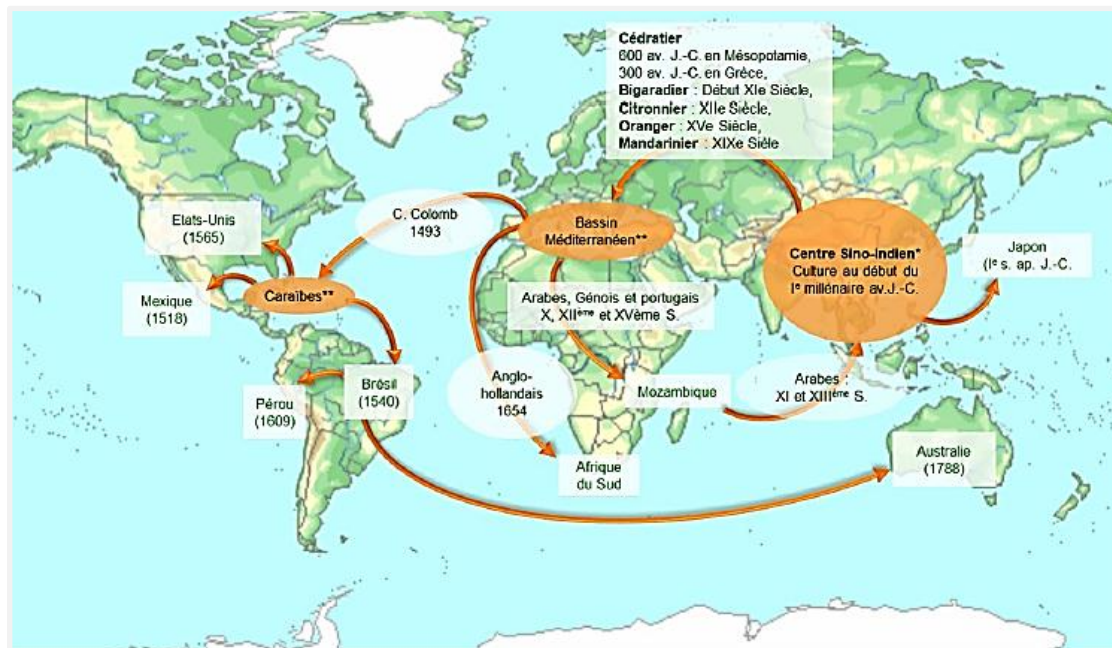 Cédratier
600 av. J.-C. en Mésopotamie,
300 av. J.-C. en Grèce,
Bigaradier : Début XIe Siècle,
Citronnier : XIIe Siècle,
Oranger : XVe Siècle,
Mandarinier : XIXe Sièle
Etats-Unis
(1565)
C. Colomb
1493
Bassin
Méditerranéen**
Centre Sino-Indien*
Culture au début du
Iᵉ millénaire av.J.-C.
Japon
(Iᵉ s. ap. J.-C.
Mexique
(1518)
Caraïbes**
Arabes, Génois et portugais
X, XIIᵉᵐᵉ et XVème S.
Pérou
(1609)
Brésil
(1540)
Anglo-
hollandais
1654
Mozambique
Arabes :
XI et XIIIᵉᵐᵉ S.
Afrique
du Sud
Australie
(1788)